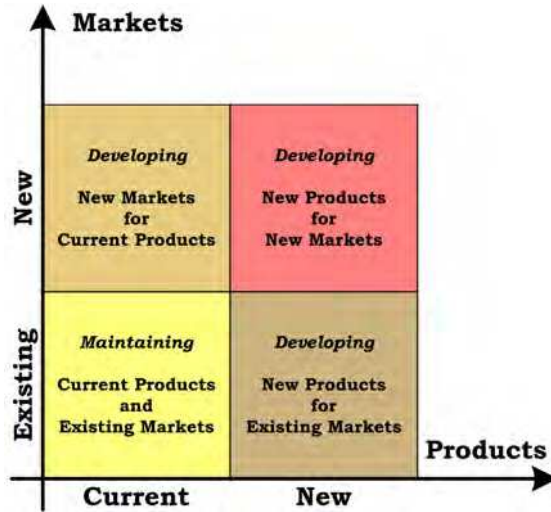 Markets
New
Developing
New Markets
for
Current Products
Developing
New Products
for
New Markets
Existing
Maintaining
Current Products
and
Existing Markets
Developing
New Products
for
Existing Markets
Products
Current
New